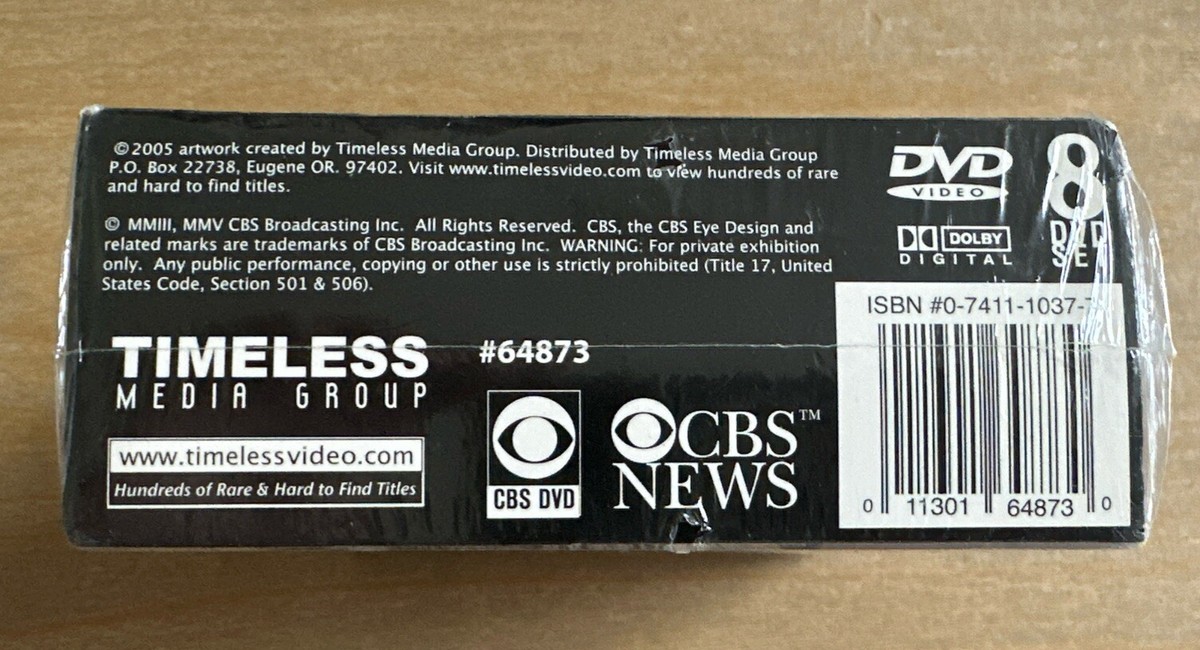 ©2005 artwork created by Timeless Media Group. Distributed by Timeless Media Group
P.O. Box 22738, Eugene OR. 97402. Visit www.timelessvideo.com to view hundreds of rare
and hard to find titles.
© MMIII, MMV CBS Broadcasting Inc. All Rights Reserved. CBS, the CBS Eye Design and
related marks are trademarks of CBS Broadcasting Inc. WARNING: For private exhibition
only. Any public performance, copying or other use is strictly prohibited (Title 17, United
States Code, Section 501 & 506).
DVD
VIDEO
DOLBY
DIGITAL
8
DVD
SET
TIMELESS
MEDIA GROUP
#64873
www.timelessvideo.com
Hundreds of Rare & Hard to Find Titles
CBS DVD
CBS™
NEWS
ISBN #0-7411-1037-7
0 11301 64873 0